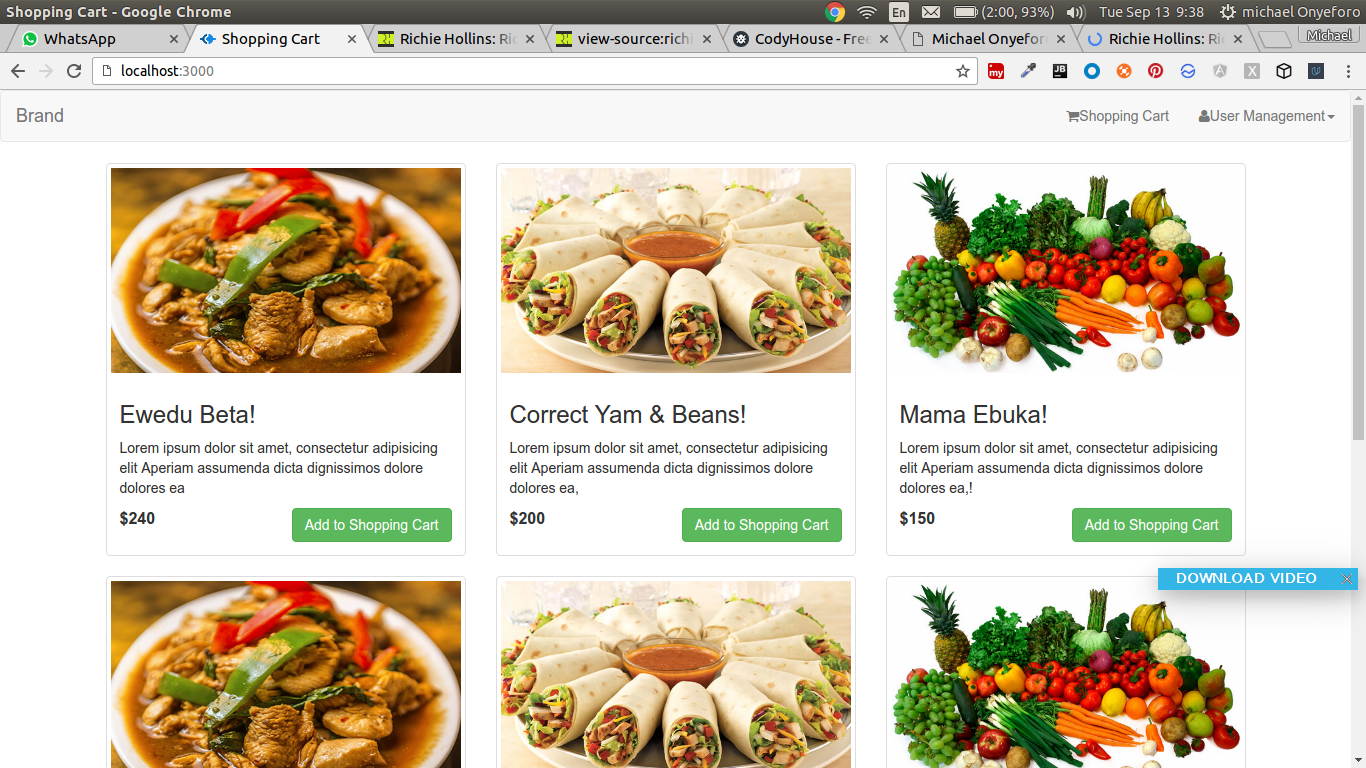 Shopping Cart - Google Chrome
En
(2:00, 93%)
Tue Sep 13 9:38
michael Onyeforo
WhatsApp
Shopping Cart
Richie Hollins: Ri
view-source:rich
CodyHouse - Fre
Michael Onyefor
Richie Hollins: Ri
Michael
localhost:3000
my
JB
Brand
Shopping Cart
User Management
Ewedu Beta!
Lorem ipsum dolor sit amet, consectetur adipisicing
elit Aperiam assumenda dicta dignissimos dolore
dolores ea
$240
Add to Shopping Cart
Correct Yam & Beans!
Lorem ipsum dolor sit amet, consectetur adipisicing
elit Aperiam assumenda dicta dignissimos dolore
dolores ea,
$200
Add to Shopping Cart
Mama Ebuka!
Lorem ipsum dolor sit amet, consectetur adipisicing
elit Aperiam assumenda dicta dignissimos dolore
dolores ea,!
$150
Add to Shopping Cart
DOWNLOAD VIDEO